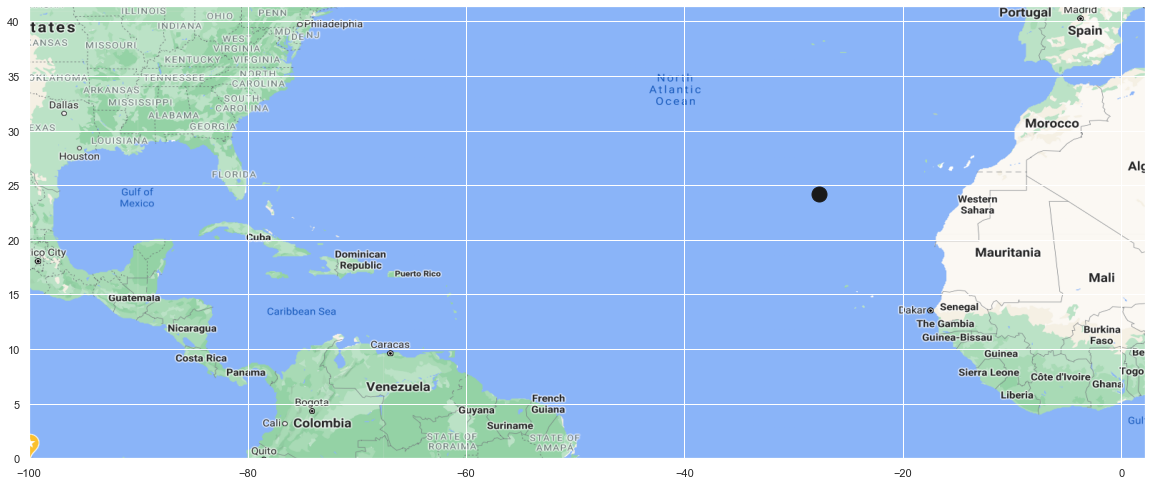 40
35
30
25
20
15
10
5
0
−100
−80
−60
−40
−20
0
tates
ILLINOIS
OHIO
PENN
INDIANA
Philadelphia
MD
DE
NJ
KANSAS
MISSOURI
WEST
VIRGINIA
KENTUCKY
VIRGINIA
OKLAHOMA
TENNESSEE
NORTH
CAROLINA
ARKANSAS
MISSISSIPPI
SOUTH
CAROLINA
Dallas
ALABAMA
GEORGIA
EXAS
LOUISIANA
Houston
FLORIDA
Gulf of
Mexico
ico City
Cuba
Dominican
Republic
Puerto Rico
Guatemala
Caribbean Sea
Nicaragua
Costa Rica
Panama
Caracas
Venezuela
Bogota
Colombia
Cali
Quito
Guyana
French
Guiana
Suriname
STATE OF
RORAIMA
STATE OF
AMAPA
North
Atlantic
Ocean
Portugal
Madrid
Spain
Morocco
Alg
Western
Sahara
Mauritania
Mali
Dakar
Senegal
The Gambia
Guinea-Bissau
Burkina
Faso
Guinea
Be
Sierra Leone
Côte d'Ivoire
Togo
Ghana
Liberia
Gulf